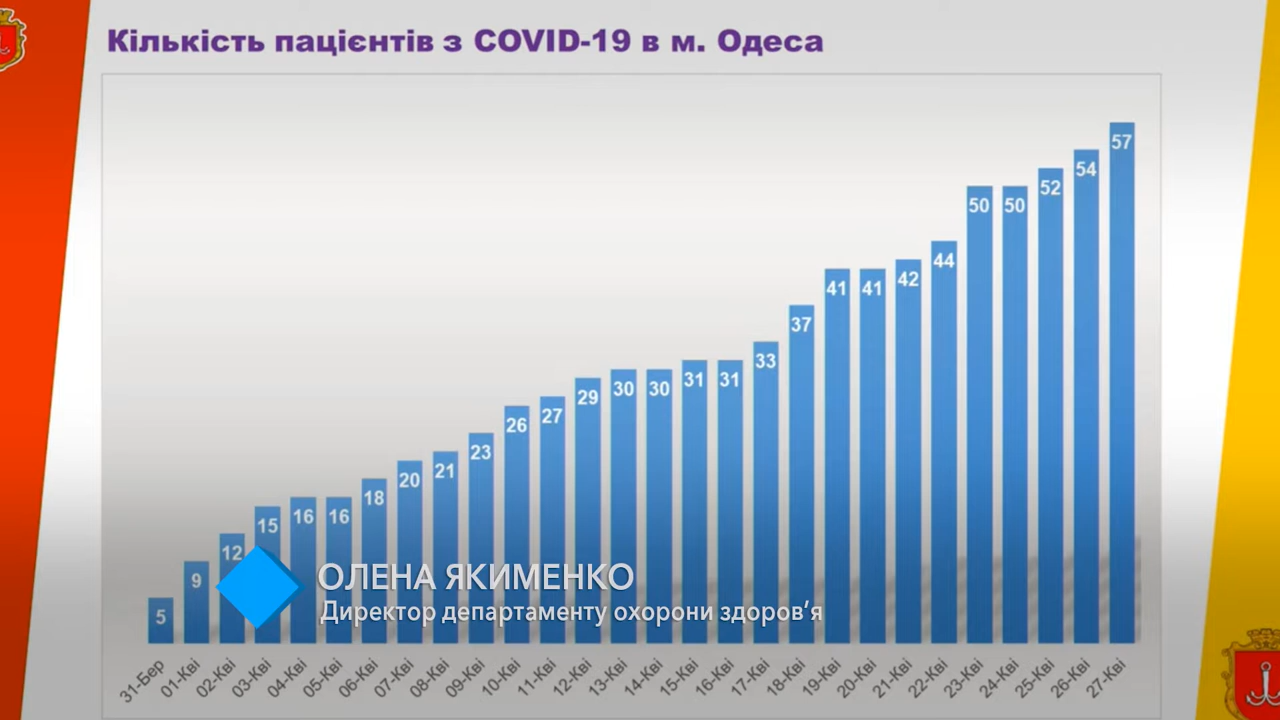 Кількість пацієнтів з COVID-19 в м. Одеса
5 9 12 15 16 16 18 20 21 23 26 27 29 30 30 31 31 33 37 41 41 42 44 50 50 52 54 57
ОЛЕНА ЯКИМЕНКО
Директор департаменту охорони здоров’я
31-Бер 01-Кві 02-Кві 03-Кві 04-Кві 05-Кві 06-Кві 07-Кві 08-Кві 09-Кві 10-Кві 11-Кві 12-Кві 13-Кві 14-Кві 15-Кві 16-Кві 17-Кві 18-Кві 19-Кві 20-Кві 21-Кві 22-Кві 23-Кві 24-Кві 25-Кві 26-Кві 27-Кві